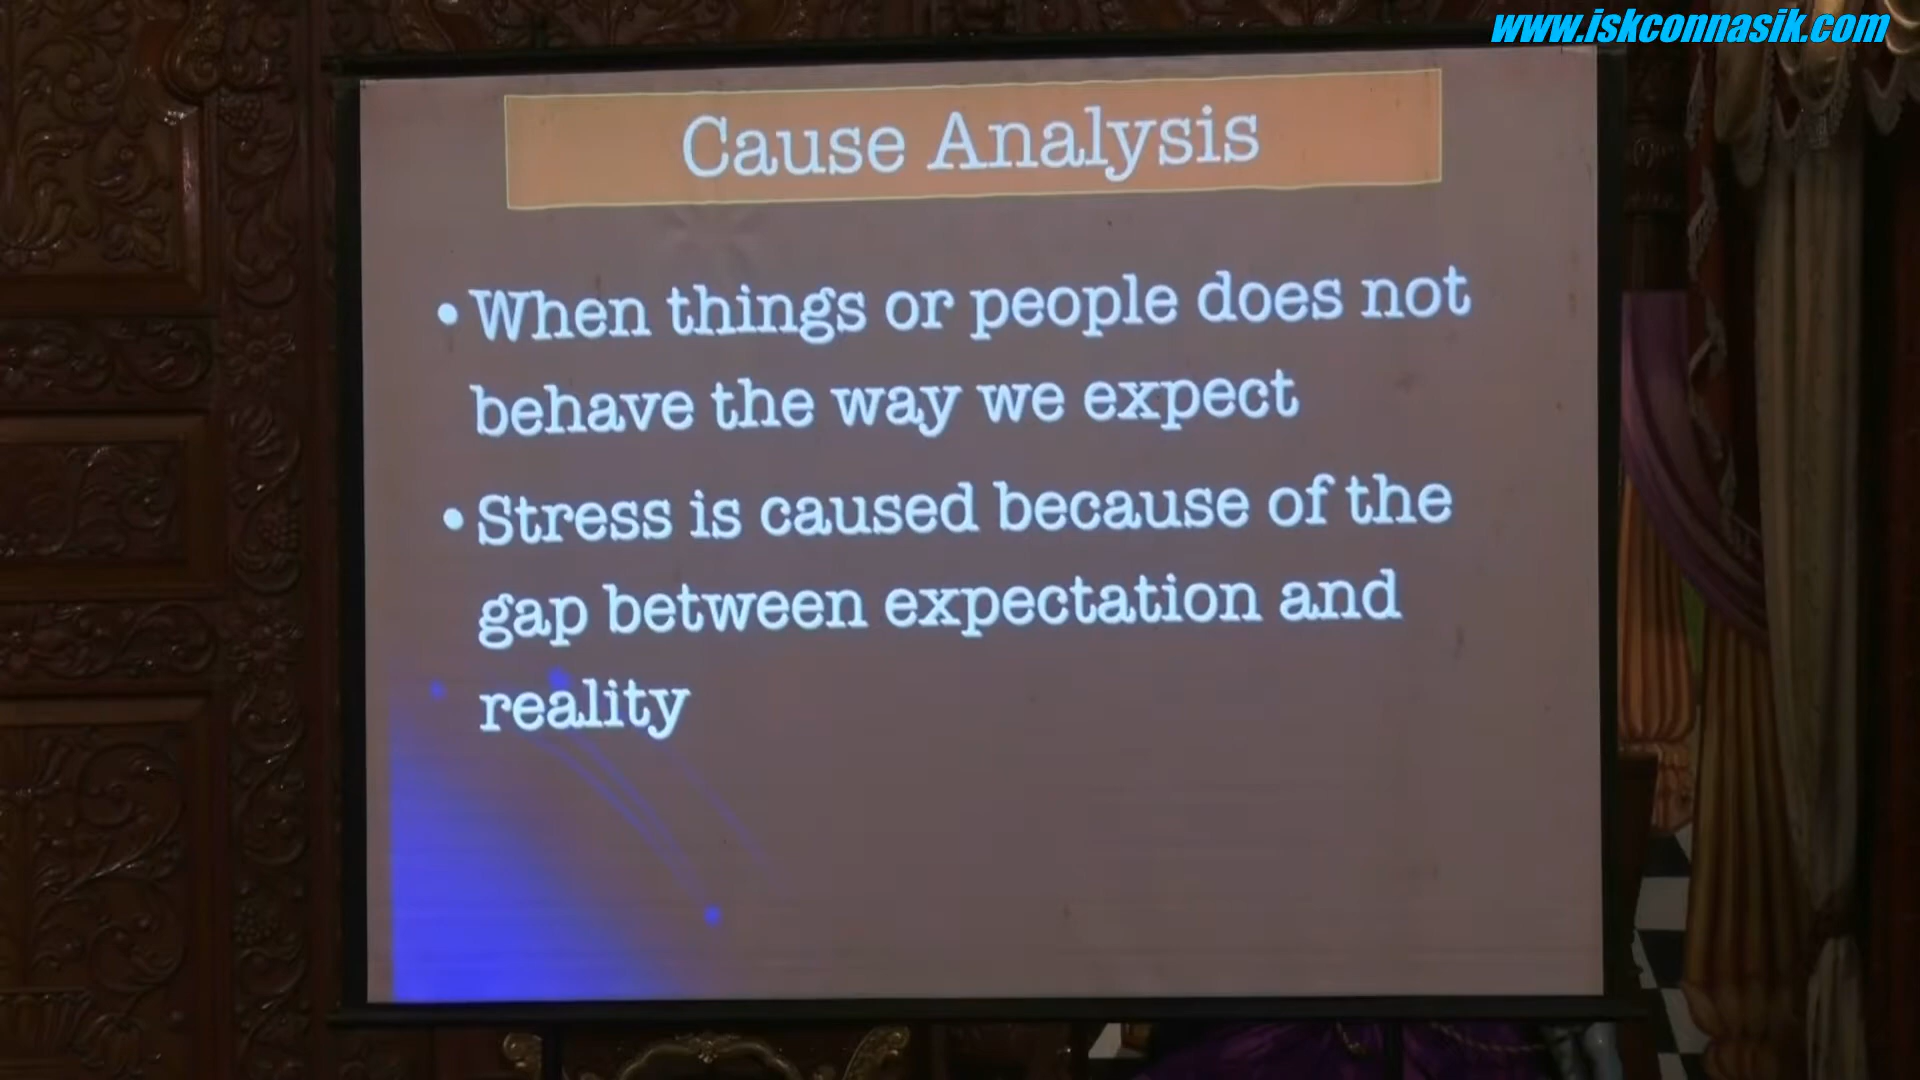 www.iskconnasik.com
Cause Analysis
• When things or people does not
behave the way we expect
• Stress is caused because of the
gap between expectation and
reality